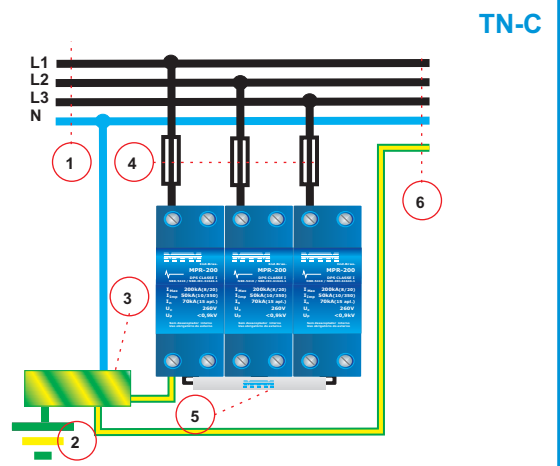 TN-C
L1
L2
L3
N
1
4
6
MPR-200
DPS CLASSE I
IMax 200kA(8/20)
IImp 50kA(10/350)
In 70kA(15 apl.)
Un 260V
UP <0,9kV
MPR-200
DPS CLASSE I
IMax 200kA(8/20)
IImp 50kA(10/350)
In 70kA(15 apl.)
Un 260V
UP <0,9kV
MPR-200
DPS CLASSE I
IMax 200kA(8/20)
IImp 50kA(10/350)
In 70kA(15 apl.)
Un 260V
UP <0,9kV
3
5
2